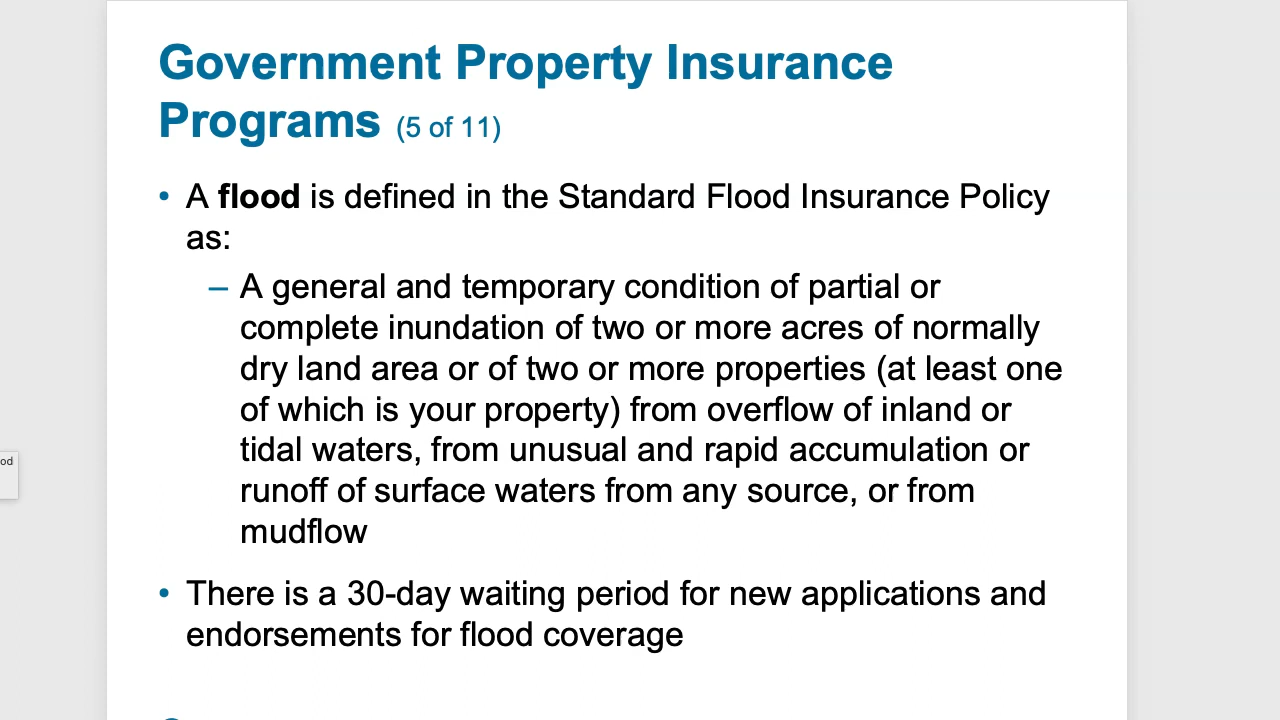 Government Property Insurance
Programs (5 of 11)
• A flood is defined in the Standard Flood Insurance Policy
as:
– A general and temporary condition of partial or
complete inundation of two or more acres of normally
dry land area or of two or more properties (at least one
of which is your property) from overflow of inland or
tidal waters, from unusual and rapid accumulation or
runoff of surface waters from any source, or from
mudflow
od
• There is a 30-day waiting period for new applications and
endorsements for flood coverage